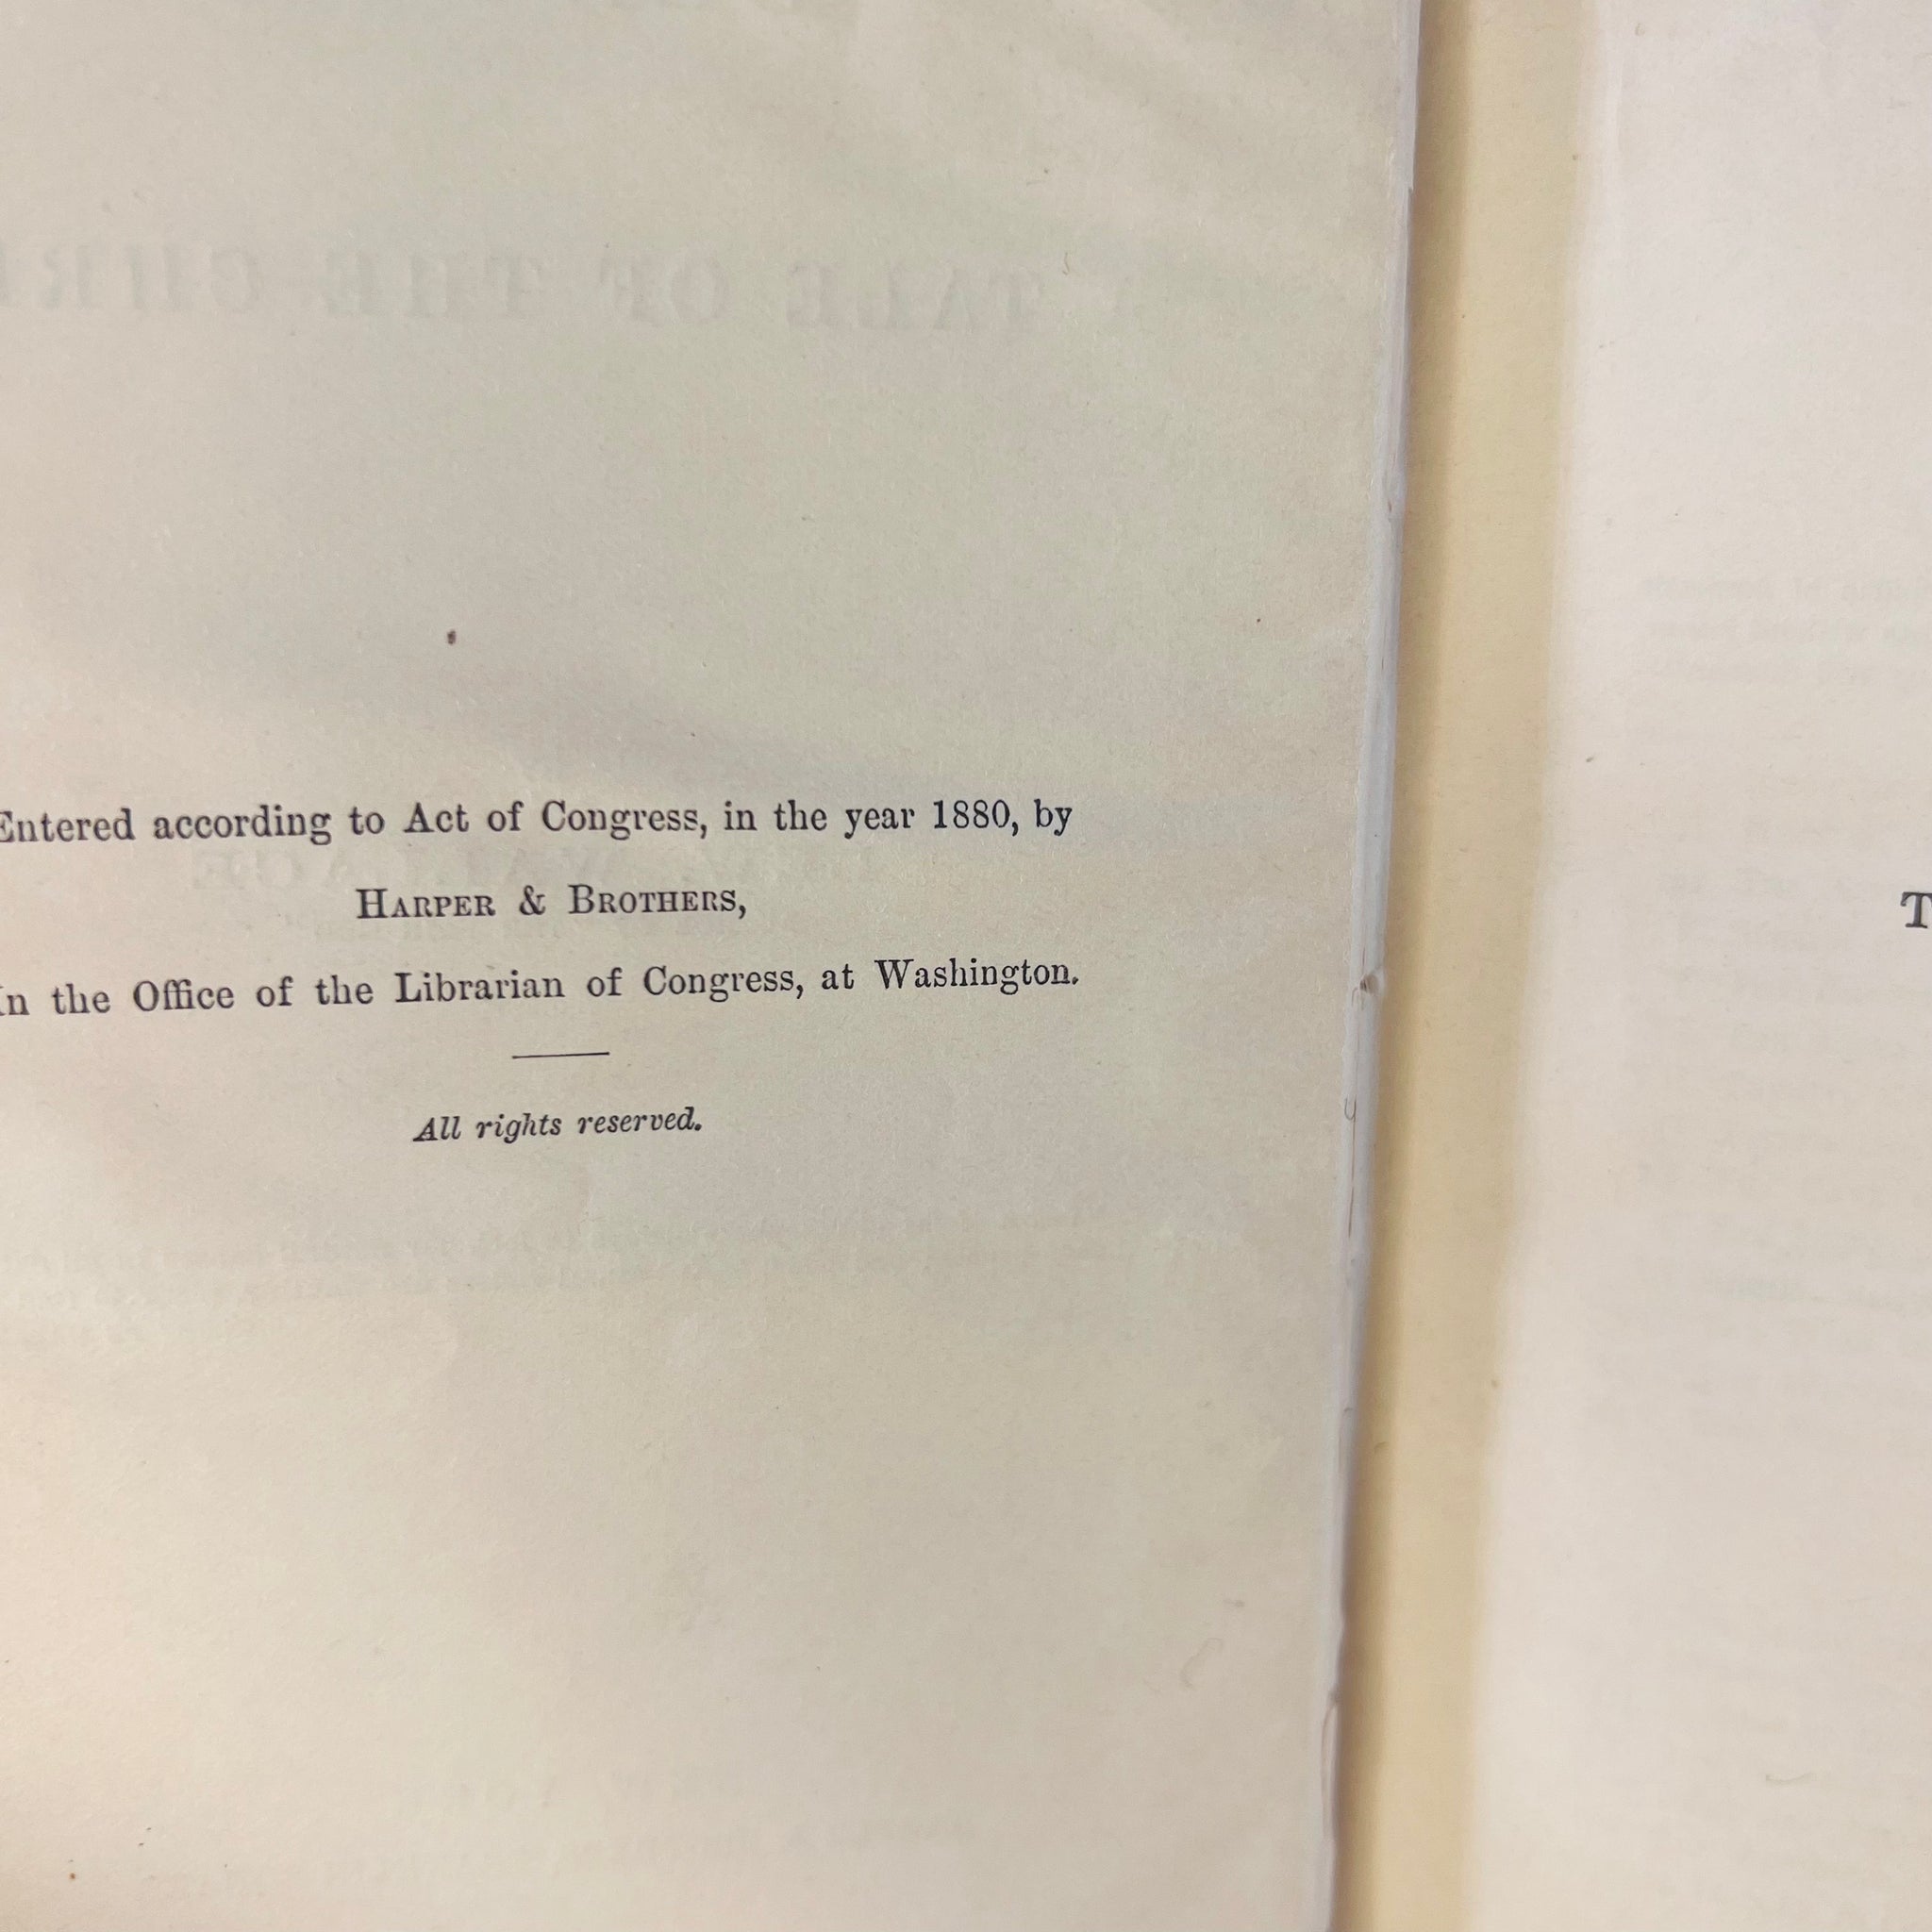 Entered according to Act of Congress, in the year 1880, by
HARPER & BROTHERS,
In the Office of the Librarian of Congress, at Washington.
All rights reserved.
T